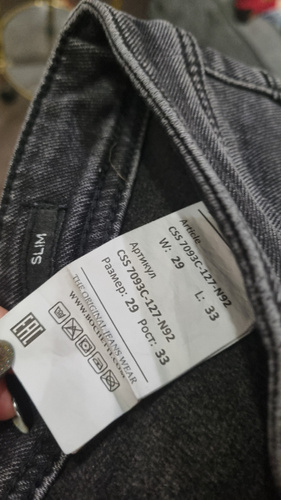 SLIM
Article
CSS 7093C-127-N92
W: 29 L: 33
Артикул
CSS 7093C-127-N92
Размер: 29 Рост: 33
THE ORIGINAL JEANS WEAR
EAC